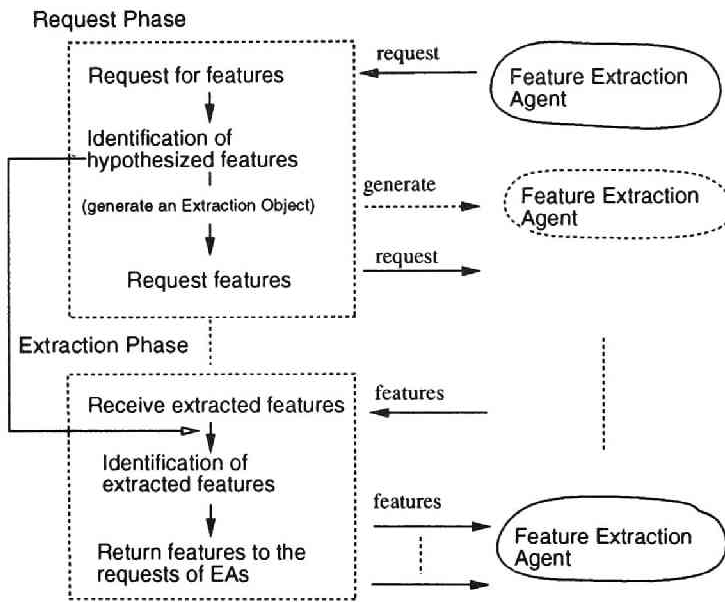 Request Phase
request
Request for features
Feature Extraction
Agent
Identification of
hypothesized features
generate
(generate an Extraction Object)
Feature Extraction
Agent
request
Request features
Extraction Phase
features
Receive extracted features
Identification of
extracted features
features
Feature Extraction
Agent
Return features to the
requests of EAs